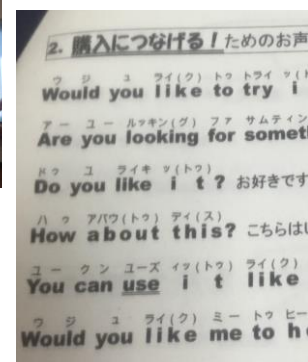 2. 購入につなげる！ためのお声
ウ ジ ュ ライ(ク) トゥ トライ ッ(ト
Would you like to try i
アー ユー ルッキン(グ) ファ サムティン
Are you looking for somet
ドゥ ユ ライキ ッ(トゥ)
Do you like i t ? お好きです
ハ ゥ アバウ(トゥ) ディ(ス)
How about this? こちらは
ユー クン ユーズ イッ(トゥ) ライ(ク)
You can use i t like
ウ ジ ュ ライ(ク) ミー トゥ ヒー
Would you like me to h